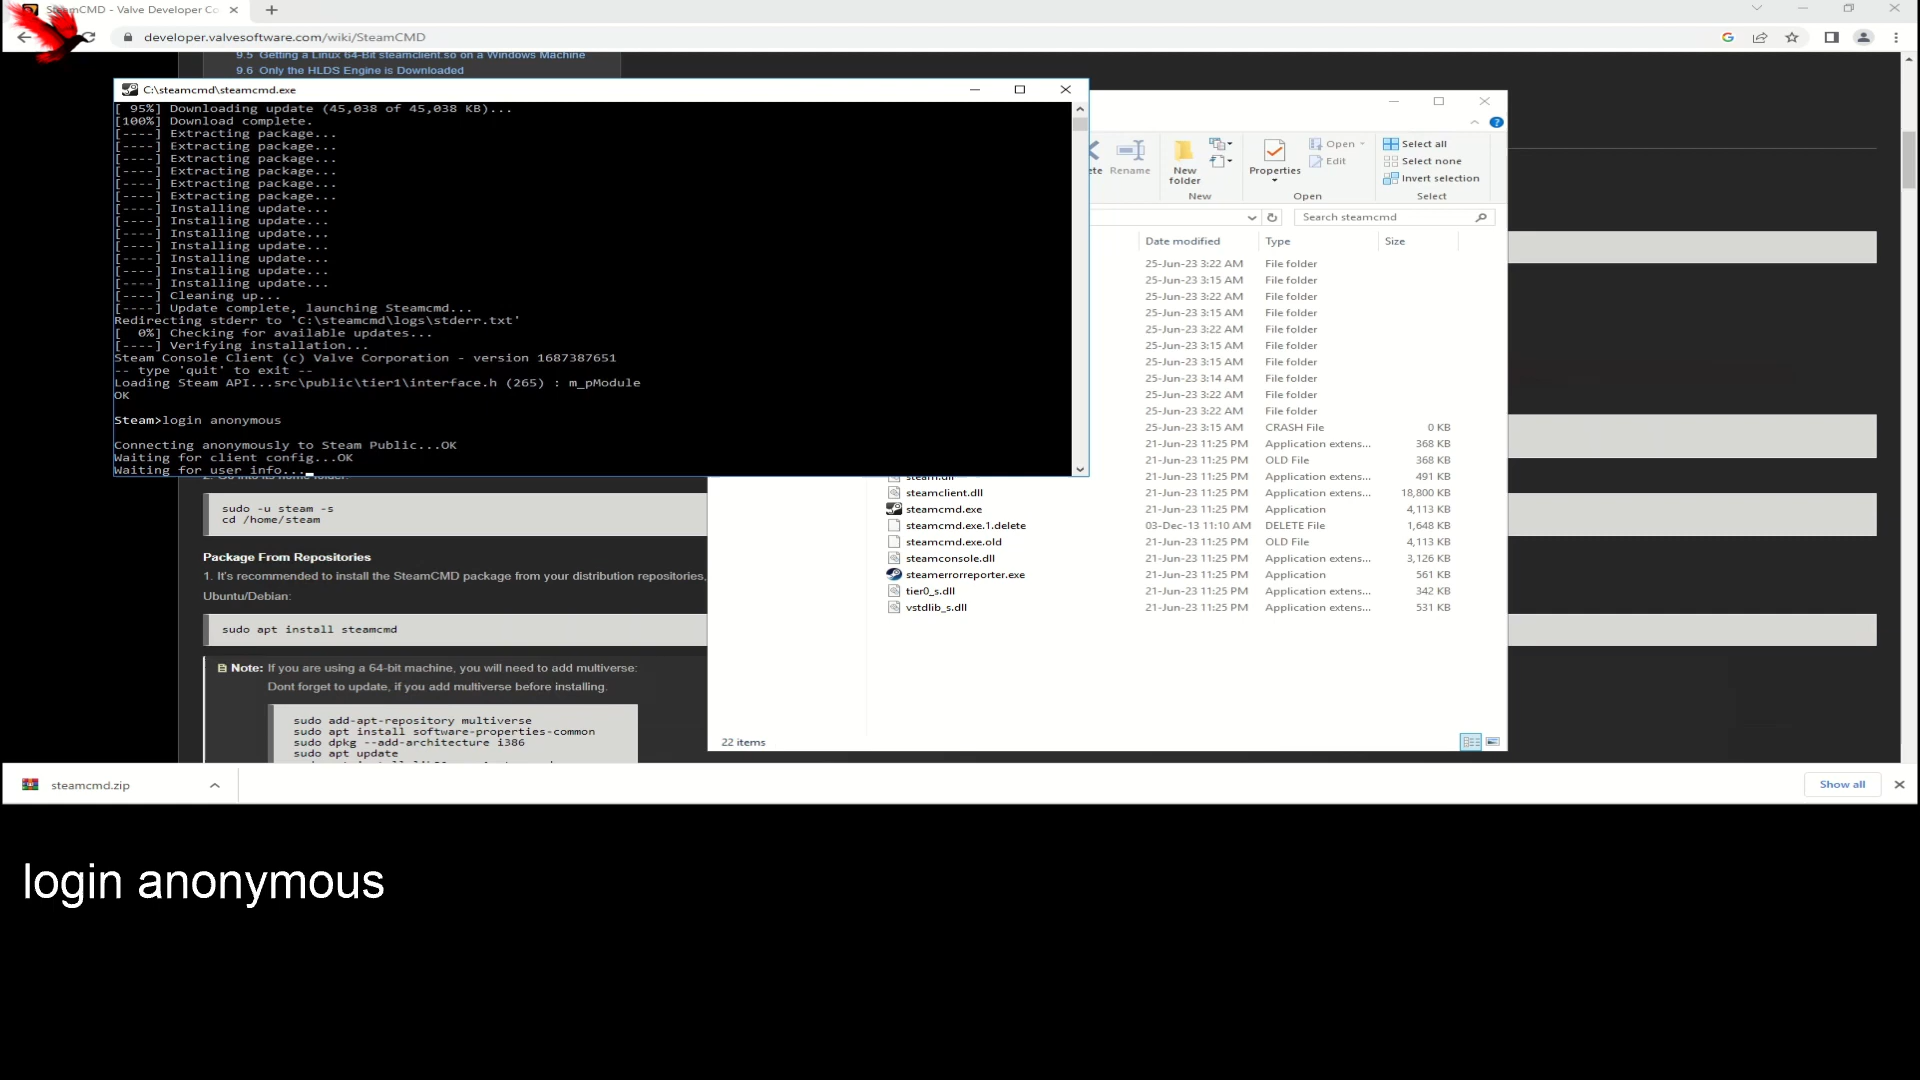 SteamCMD - Valve Developer Co
developer.valvesoftware.com/wiki/SteamCMD
9.5 Getting a Linux 64-Bit steamclient.so on a Windows Machine
9.6 Only the HLDS Engine is Downloaded
C:\steamcmd\steamcmd.exe
[ 95%] Downloading update (45,038 of 45,038 KB)...
[100%] Download complete.
[----] Extracting package...
[----] Extracting package...
[----] Extracting package...
[----] Extracting package...
[----] Extracting package...
[----] Extracting package...
[----] Installing update...
[----] Installing update...
[----] Installing update...
[----] Installing update...
[----] Installing update...
[----] Installing update...
[----] Installing update...
[----] Cleaning up...
[----] Update complete, launching Steamcmd...
Redirecting stderr to 'C:\steamcmd\logs\stderr.txt'
[  0%] Checking for available updates...
[----] Verifying installation...
Steam Console Client (c) Valve Corporation - version 1687387651
-- type 'quit' to exit --
Loading Steam API...src\public\tier1\interface.h (265) : m_pModule
OK
Steam>login anonymous
Connecting anonymously to Steam Public...OK
Waiting for client config...OK
Waiting for user info...
Rename
New folder
New
Properties
Open
Edit
Open
Select all
Select none
Invert selection
Select
Search steamcmd
Date modified Type Size
25-Jun-23 3:22 AM File folder
25-Jun-23 3:15 AM File folder
25-Jun-23 3:22 AM File folder
25-Jun-23 3:15 AM File folder
25-Jun-23 3:22 AM File folder
25-Jun-23 3:15 AM File folder
25-Jun-23 3:15 AM File folder
25-Jun-23 3:14 AM File folder
25-Jun-23 3:22 AM File folder
25-Jun-23 3:22 AM File folder
25-Jun-23 3:15 AM CRASH File 0 KB
21-Jun-23 11:25 PM Application extens... 368 KB
21-Jun-23 11:25 PM OLD File 368 KB
21-Jun-23 11:25 PM Application extens... 491 KB
steamclient.dll 21-Jun-23 11:25 PM Application extens... 18,800 KB
steamcmd.exe 21-Jun-23 11:25 PM Application 4,113 KB
steamcmd.exe.1.delete 03-Dec-13 11:10 AM DELETE File 1,648 KB
steamcmd.exe.old 21-Jun-23 11:25 PM OLD File 4,113 KB
steamconsole.dll 21-Jun-23 11:25 PM Application extens... 3,126 KB
steamerrorreporter.exe 21-Jun-23 11:25 PM Application 561 KB
tier0_s.dll 21-Jun-23 11:25 PM Application extens... 342 KB
vstdlib_s.dll 21-Jun-23 11:25 PM Application extens... 531 KB
22 items
sudo -u steam -s
cd /home/steam
Package From Repositories
1. It's recommended to install the SteamCMD package from your distribution repositories,
Ubuntu/Debian:
sudo apt install steamcmd
Note: If you are using a 64-bit machine, you will need to add multiverse:
Dont forget to update, if you add multiverse before installing.
sudo add-apt-repository multiverse
sudo apt install software-properties-common
sudo dpkg --add-architecture i386
sudo apt update
steamcmd.zip
Show all
login anonymous